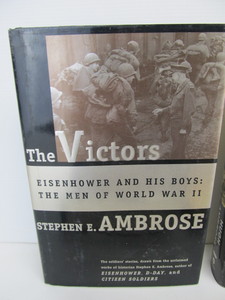 The Victors
EISENHOWER AND HIS BOYS:
THE MEN OF WORLD WAR II
STEPHEN E. AMBROSE
The soldiers' stories, drawn from the published
works of historian Stephen E. Ambrose, author of
EISENHOWER, D-DAY, and
CITIZEN SOLDIERS